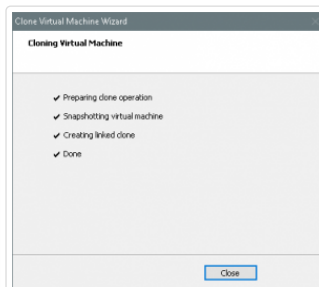 Clone Virtual Machine Wizard
Cloning Virtual Machine
Preparing clone operation
Snapshotting virtual machine
Creating linked clone
Done
Close